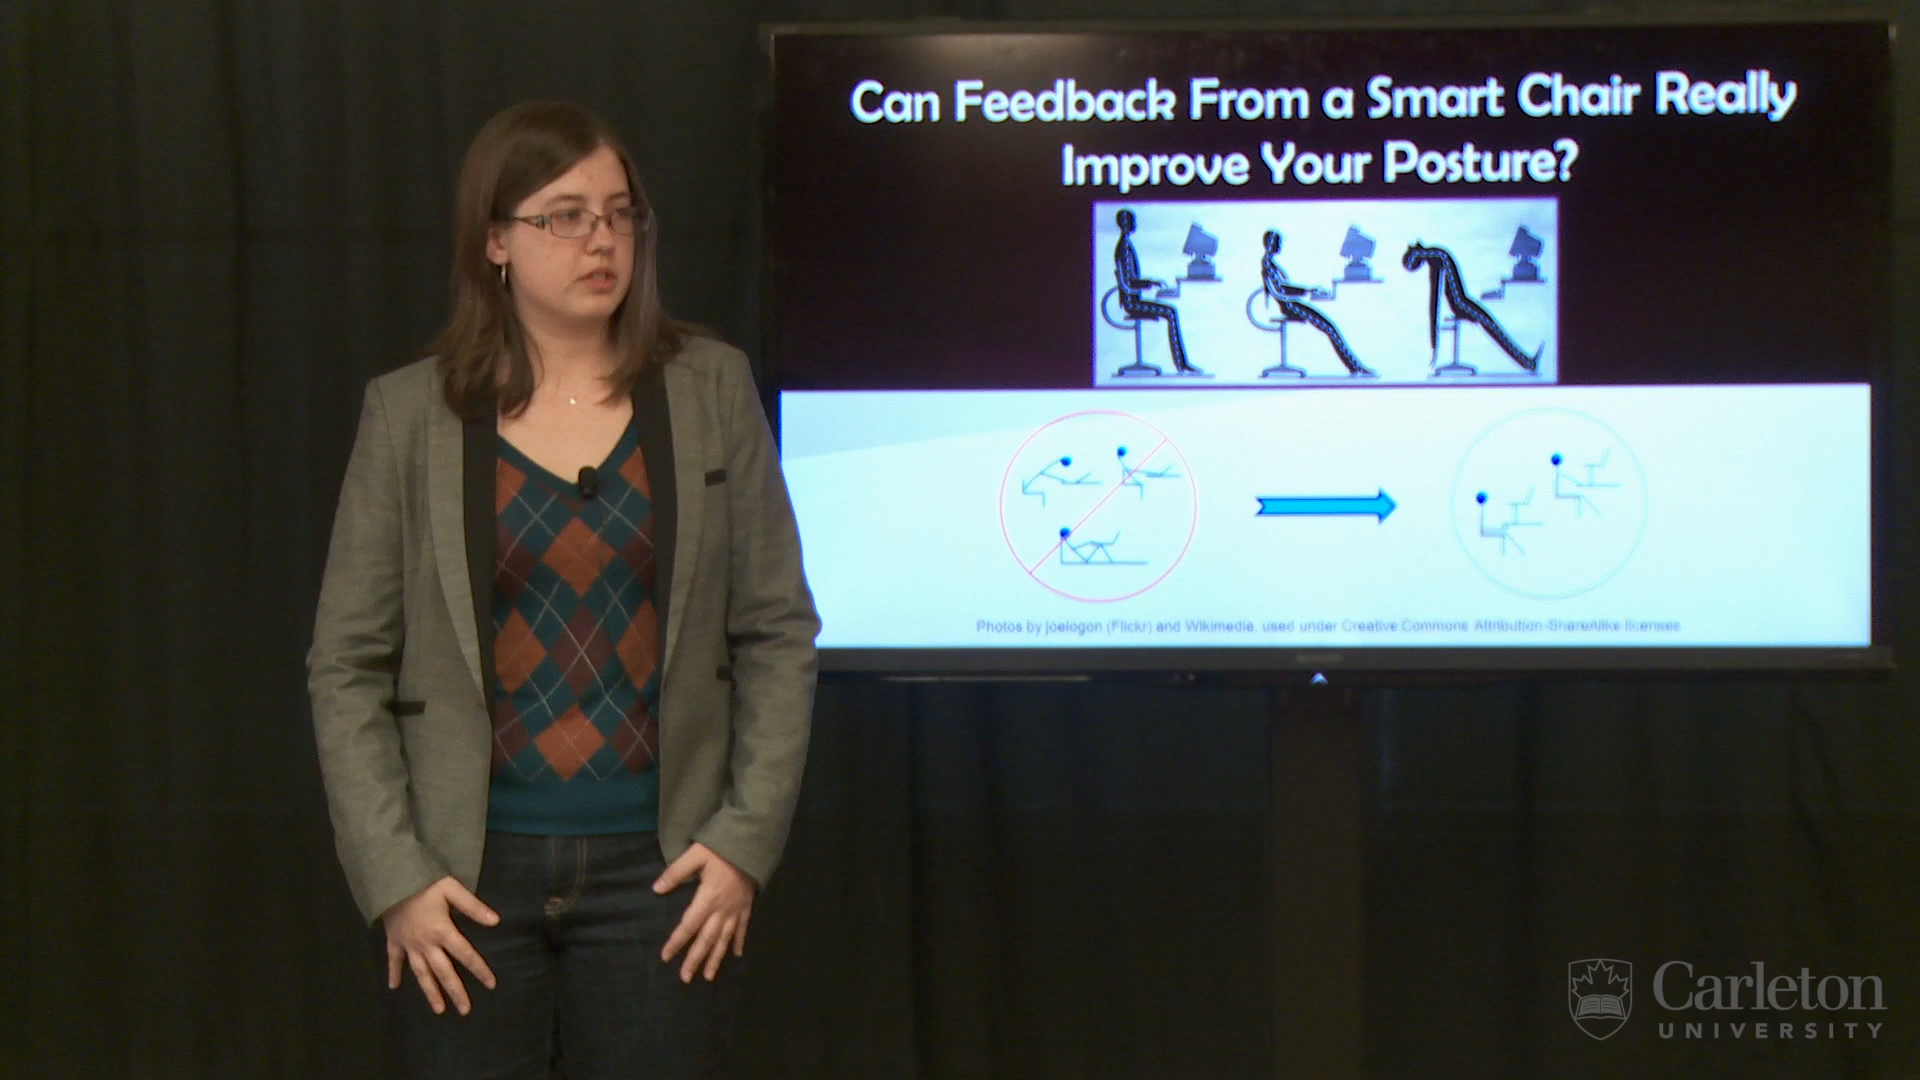 Can Feedback From a Smart Chair Really
Improve Your Posture?
Photos by joelogon (Flickr) and Wikimedia, used under Creative Commons Attribution-ShareAlike licenses
Carleton
UNIVERSITY